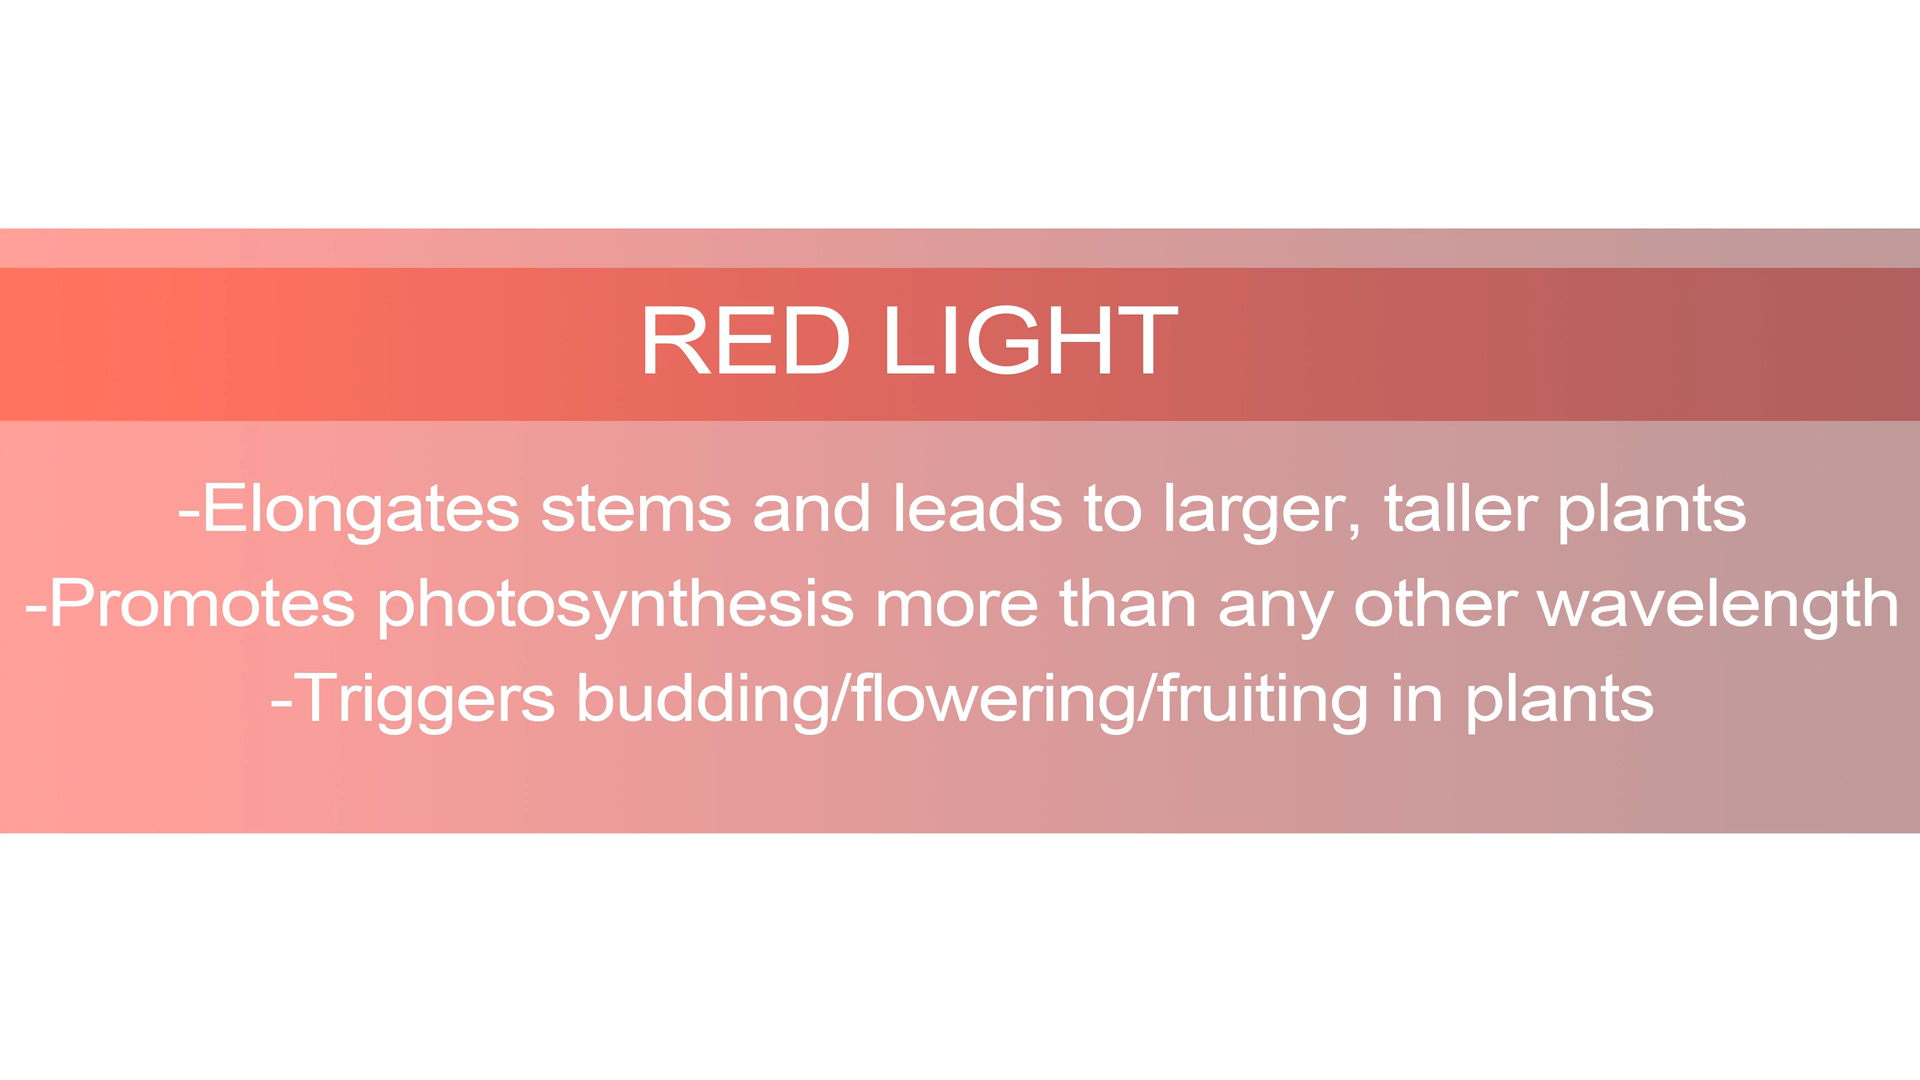 RED LIGHT
-Elongates stems and leads to larger, taller plants
-Promotes photosynthesis more than any other wavelength
-Triggers budding/flowering/fruiting in plants